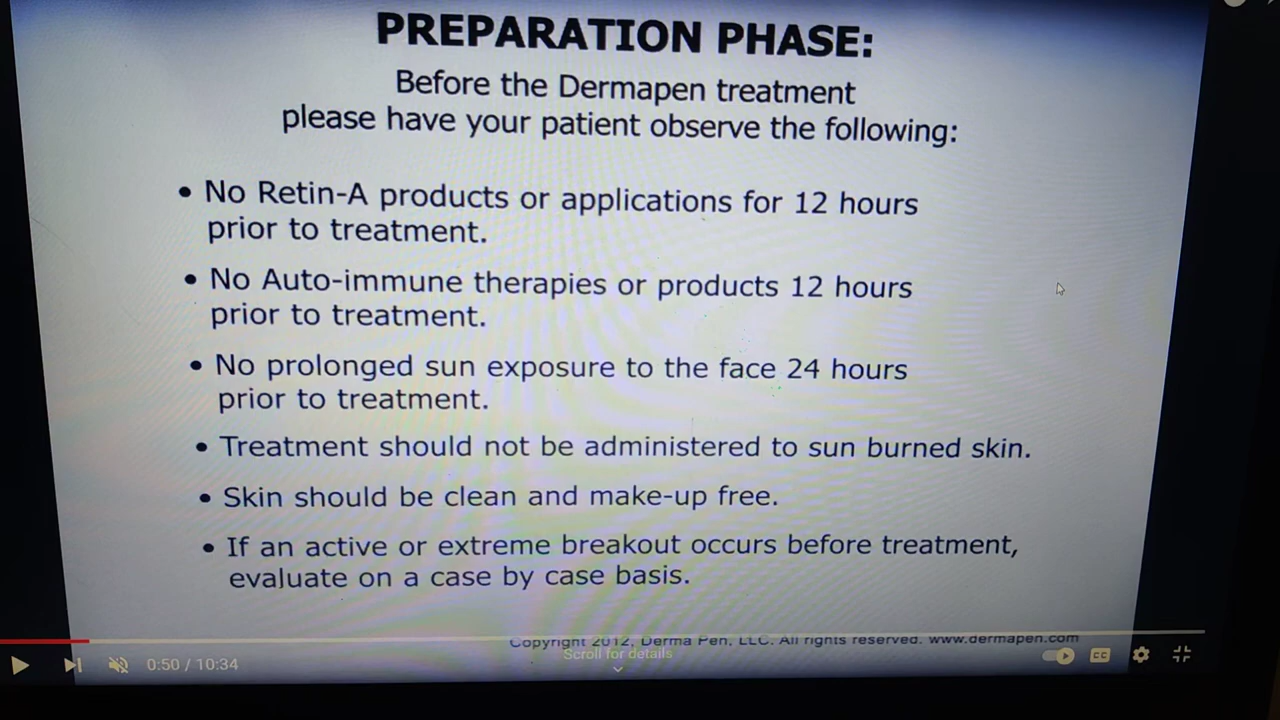 PREPARATION PHASE:
Before the Dermapen treatment
please have your patient observe the following:
• No Retin-A products or applications for 12 hours
prior to treatment.
• No Auto-immune therapies or products 12 hours
prior to treatment.
• No prolonged sun exposure to the face 24 hours
prior to treatment.
• Treatment should not be administered to sun burned skin.
• Skin should be clean and make-up free.
• If an active or extreme breakout occurs before treatment,
evaluate on a case by case basis.
Copyright 2012, Derma Pen, LLC. All rights reserved. www.dermapen.com
Scroll for details
0:50 / 10:34
CC